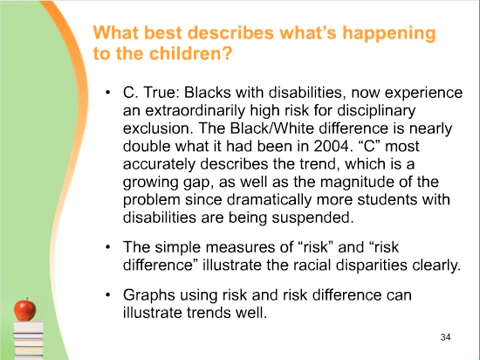 What best describes what’s happening
to the children?
• C. True: Blacks with disabilities, now experience
an extraordinarily high risk for disciplinary
exclusion. The Black/White difference is nearly
double what it had been in 2004. “C” most
accurately describes the trend, which is a
growing gap, as well as the magnitude of the
problem since dramatically more students with
disabilities are being suspended.
• The simple measures of “risk” and “risk
difference” illustrate the racial disparities clearly.
• Graphs using risk and risk difference can
illustrate trends well.
34